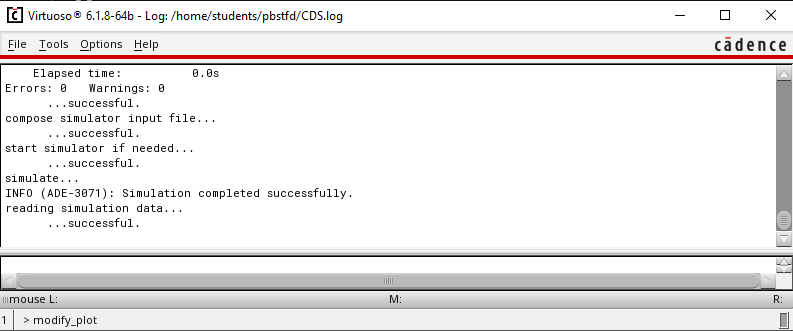 Virtuoso® 6.1.8-64b - Log: /home/students/pbstfd/CDS.log
File Tools Options Help
cādence
Elapsed time: 0.0s
Errors: 0 Warnings: 0
...successful.
compose simulator input file...
...successful.
start simulator if needed...
...successful.
simulate...
INFO (ADE-3071): Simulation completed successfully.
reading simulation data...
...successful.
mouse L: M: R:
1 > modify_plot